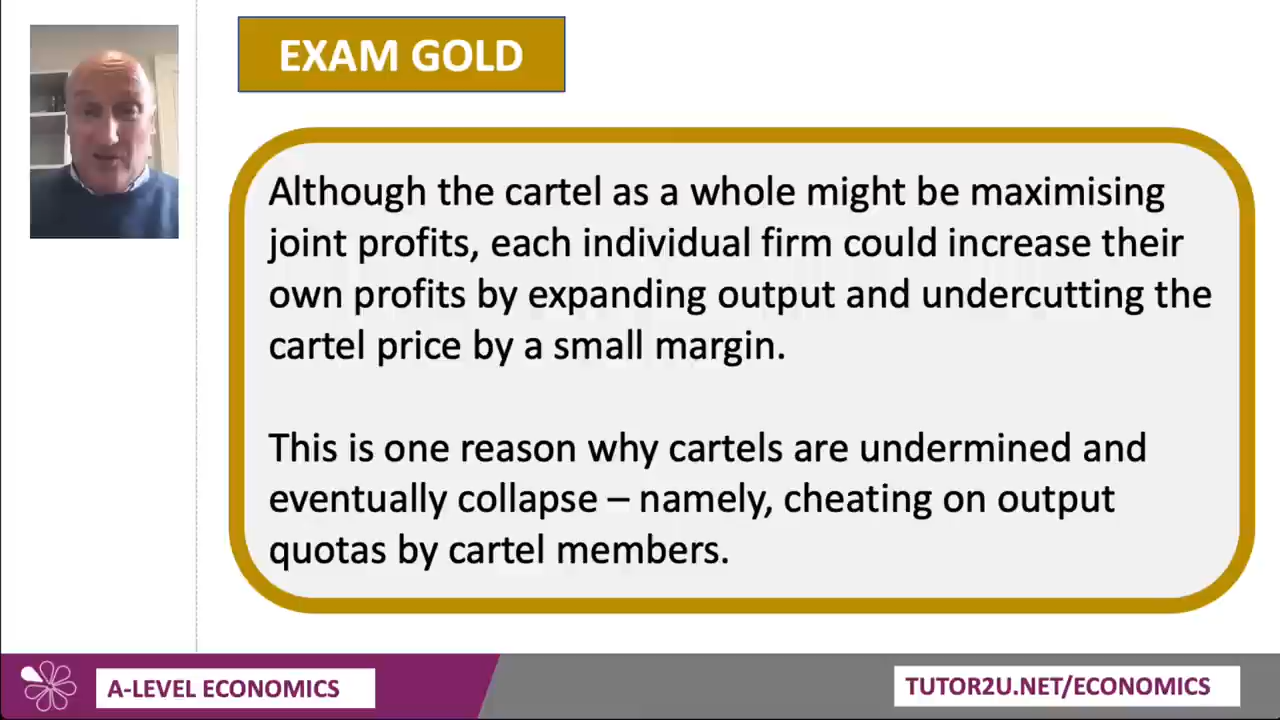 EXAM GOLD
Although the cartel as a whole might be maximising
joint profits, each individual firm could increase their
own profits by expanding output and undercutting the
cartel price by a small margin.
This is one reason why cartels are undermined and
eventually collapse – namely, cheating on output
quotas by cartel members.
A-LEVEL ECONOMICS
TUTOR2U.NET/ECONOMICS